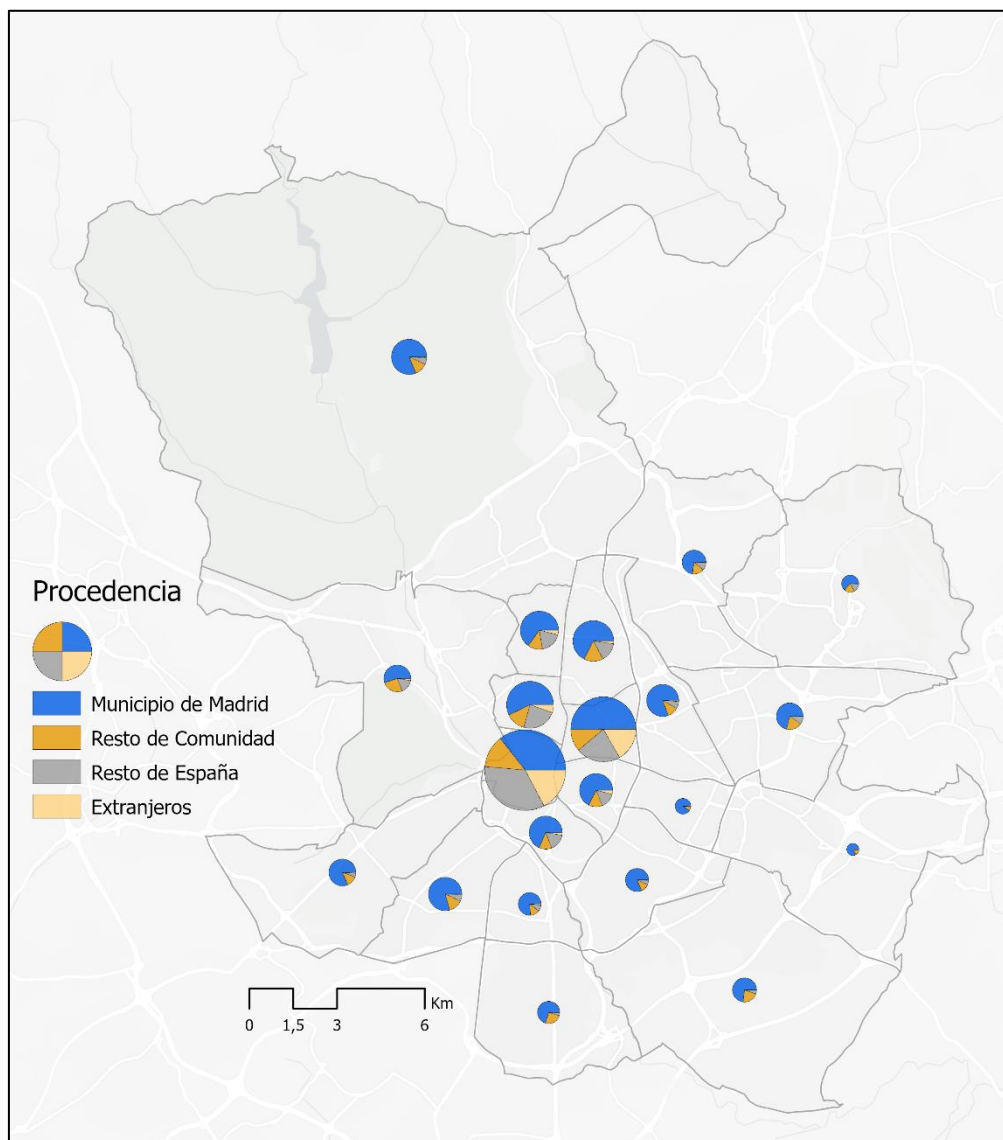 Procedencia
Municipio de Madrid
Resto de Comunidad
Resto de España
Extranjeros
Km
0 1,5 3 6